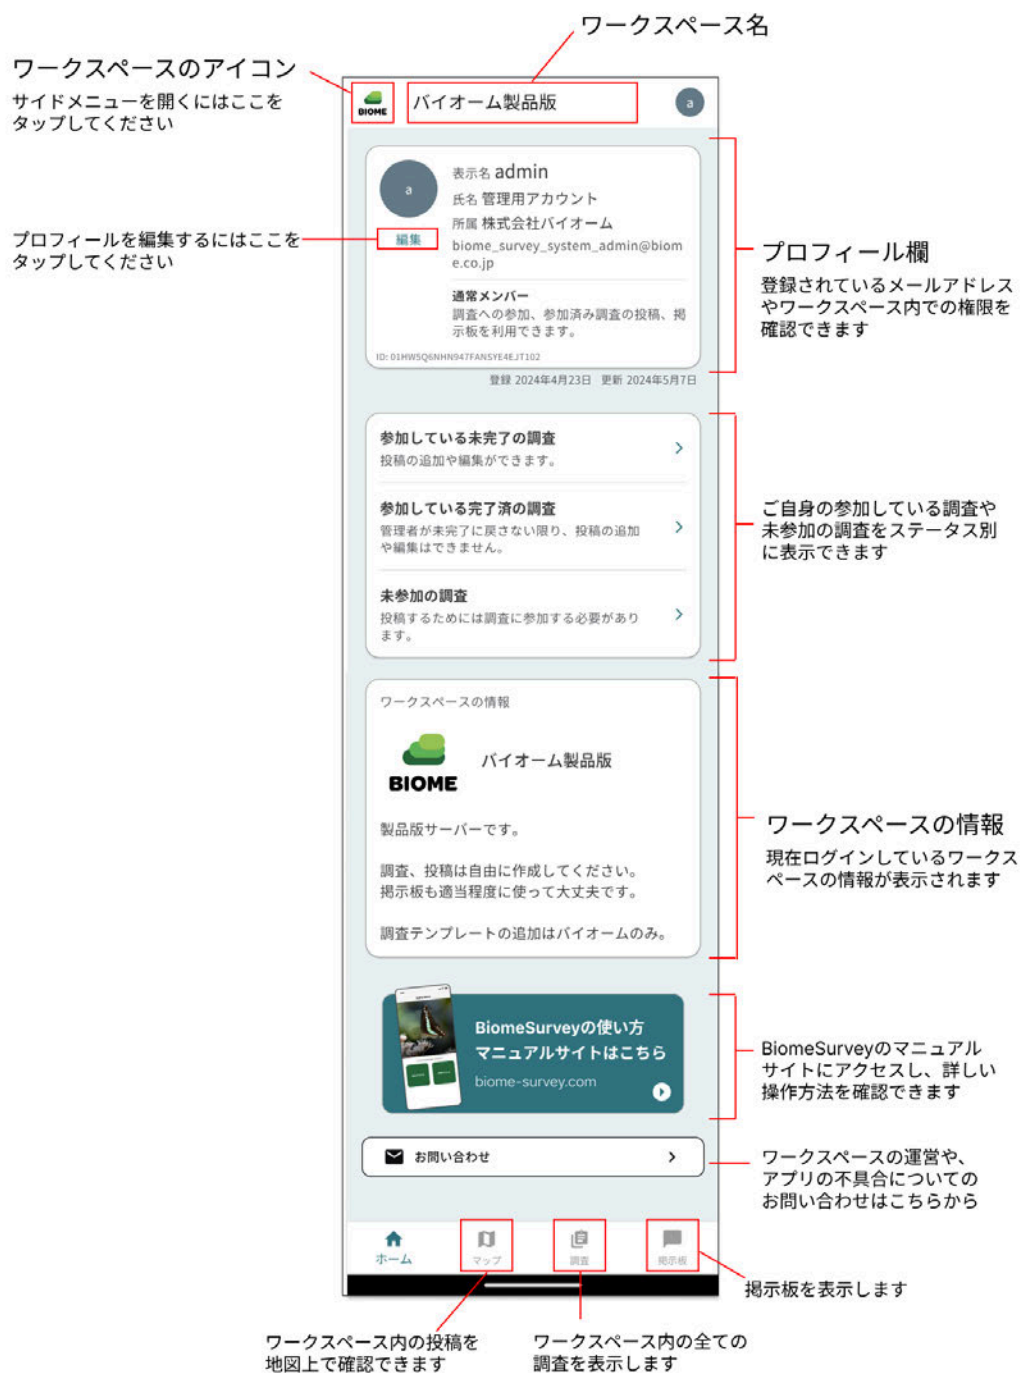 ワークスペース名
ワークスペースのアイコン
サイドメニューを開くにはここを
タップしてください
BIOME
バイオーム製品版
a
a
表示名 admin
氏名 管理用アカウント
所属 株式会社バイオーム
編集
biome_survey_system_admin@biom
e.co.jp
通常メンバー
調査への参加、参加済み調査の投稿、掲
示板を利用できます。
ID: 01HW5Q6NHN947FANSYE4EJT102
登録 2024年4月23日 更新 2024年5月7日
プロフィールを編集するにはここを
タップしてください
プロフィール欄
登録されているメールアドレス
やワークスペース内での権限を
確認できます
参加している未完了の調査
投稿の追加や編集ができます。
参加している完了済の調査
管理者が未完了に戻さない限り、投稿の追加
や編集はできません。
未参加の調査
投稿するためには調査に参加する必要があり
ます。
ご自身の参加している調査や
未参加の調査をステータス別
に表示できます
ワークスペースの情報
BIOME
バイオーム製品版
製品版サーバーです。
調査、投稿は自由に作成してください。
掲示板も適当程度に使って大丈夫です。
調査テンプレートの追加はバイオームのみ。
ワークスペースの情報
現在ログインしているワークス
ペースの情報が表示されます
BiomeSurveyの使い方
マニュアルサイトはこちら
biome-survey.com
BiomeSurveyのマニュアル
サイトにアクセスし、詳しい
操作方法を確認できます
お問い合わせ
ワークスペースの運営や、
アプリの不具合についての
お問い合わせはこちらから
ホーム
マップ
調査
掲示板
掲示板を表示します
ワークスペース内の投稿を
地図上で確認できます
ワークスペース内の全ての
調査を表示します